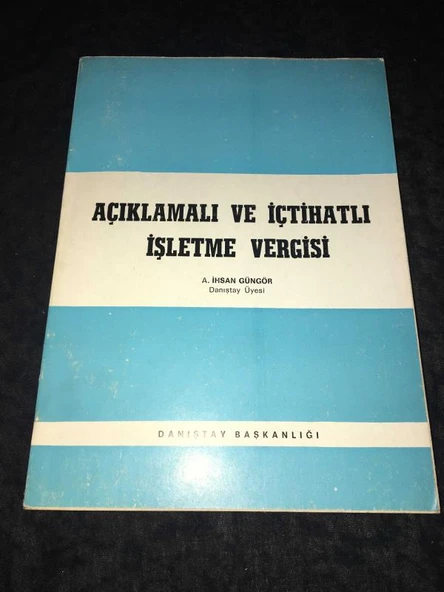 AÇIKLAMALI VE İÇTİHATLI
İŞLETME VERGİSİ
A. İHSAN GÜNGÖR
Danıştay Üyesi
DANIŞTAY BAŞKANLIĞI